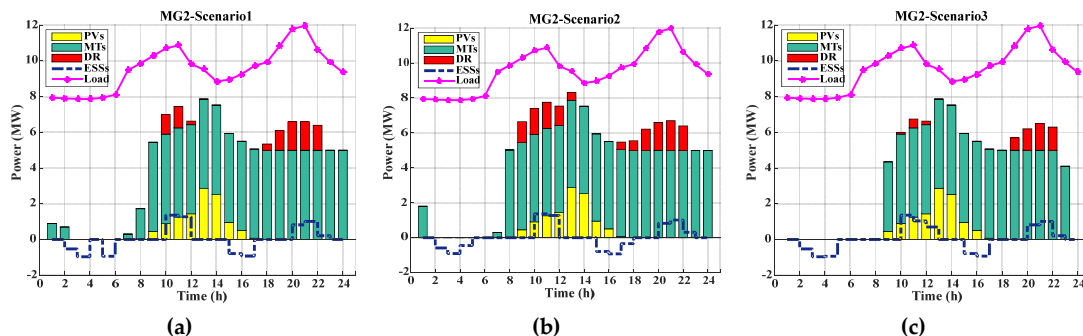 MG2-Scenario1
12
10
8
6
4
2
0
-2
Power (MW)
PVs
MTs
DR
ESSs
Load
0 2 4 6 8 10 12 14 16 18 20 22 24
Time (h)
(a)
MG2-Scenario2
12
10
8
6
4
2
0
-2
Power (MW)
PVs
MTs
DR
ESSs
Load
0 2 4 6 8 10 12 14 16 18 20 22 24
Time (h)
(b)
MG2-Scenario3
12
10
8
6
4
2
0
-2
Power (MW)
PVs
MTs
DR
ESSs
Load
0 2 4 6 8 10 12 14 16 18 20 22 24
Time (h)
(c)